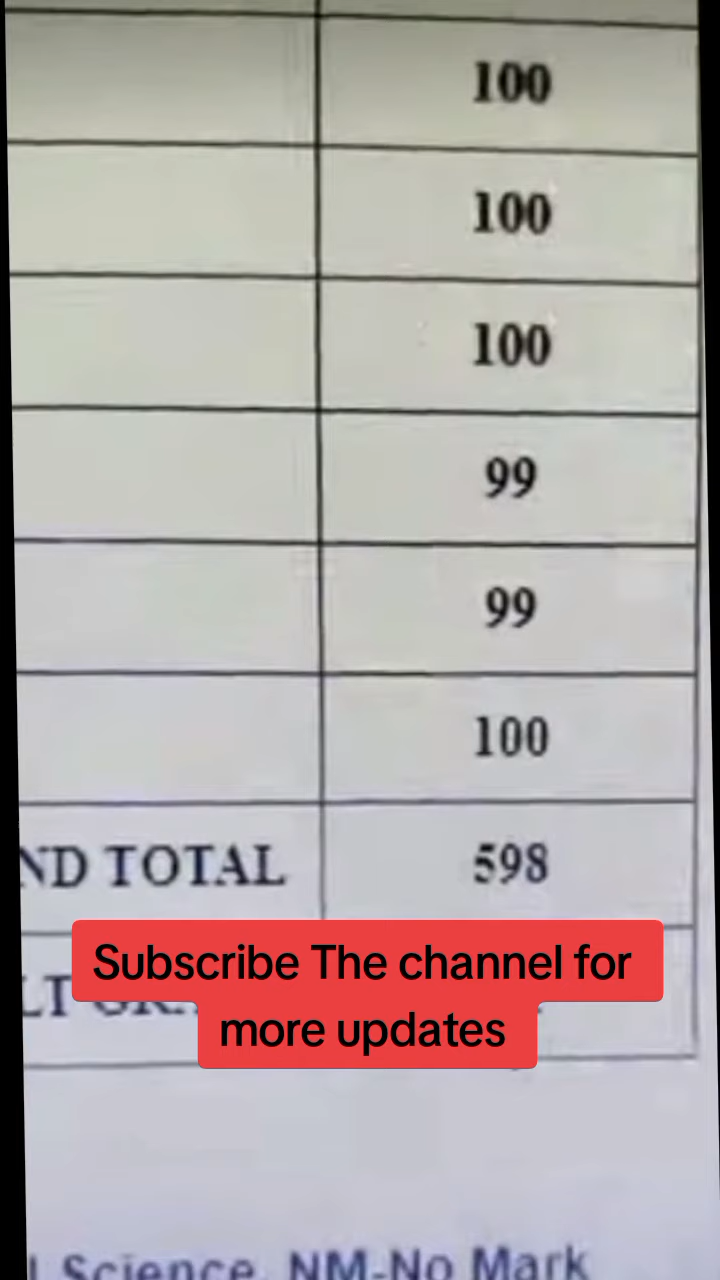 100
100
100
99
99
100
ND TOTAL 598
Subscribe The channel for
more updates
Science, NM-No Mark